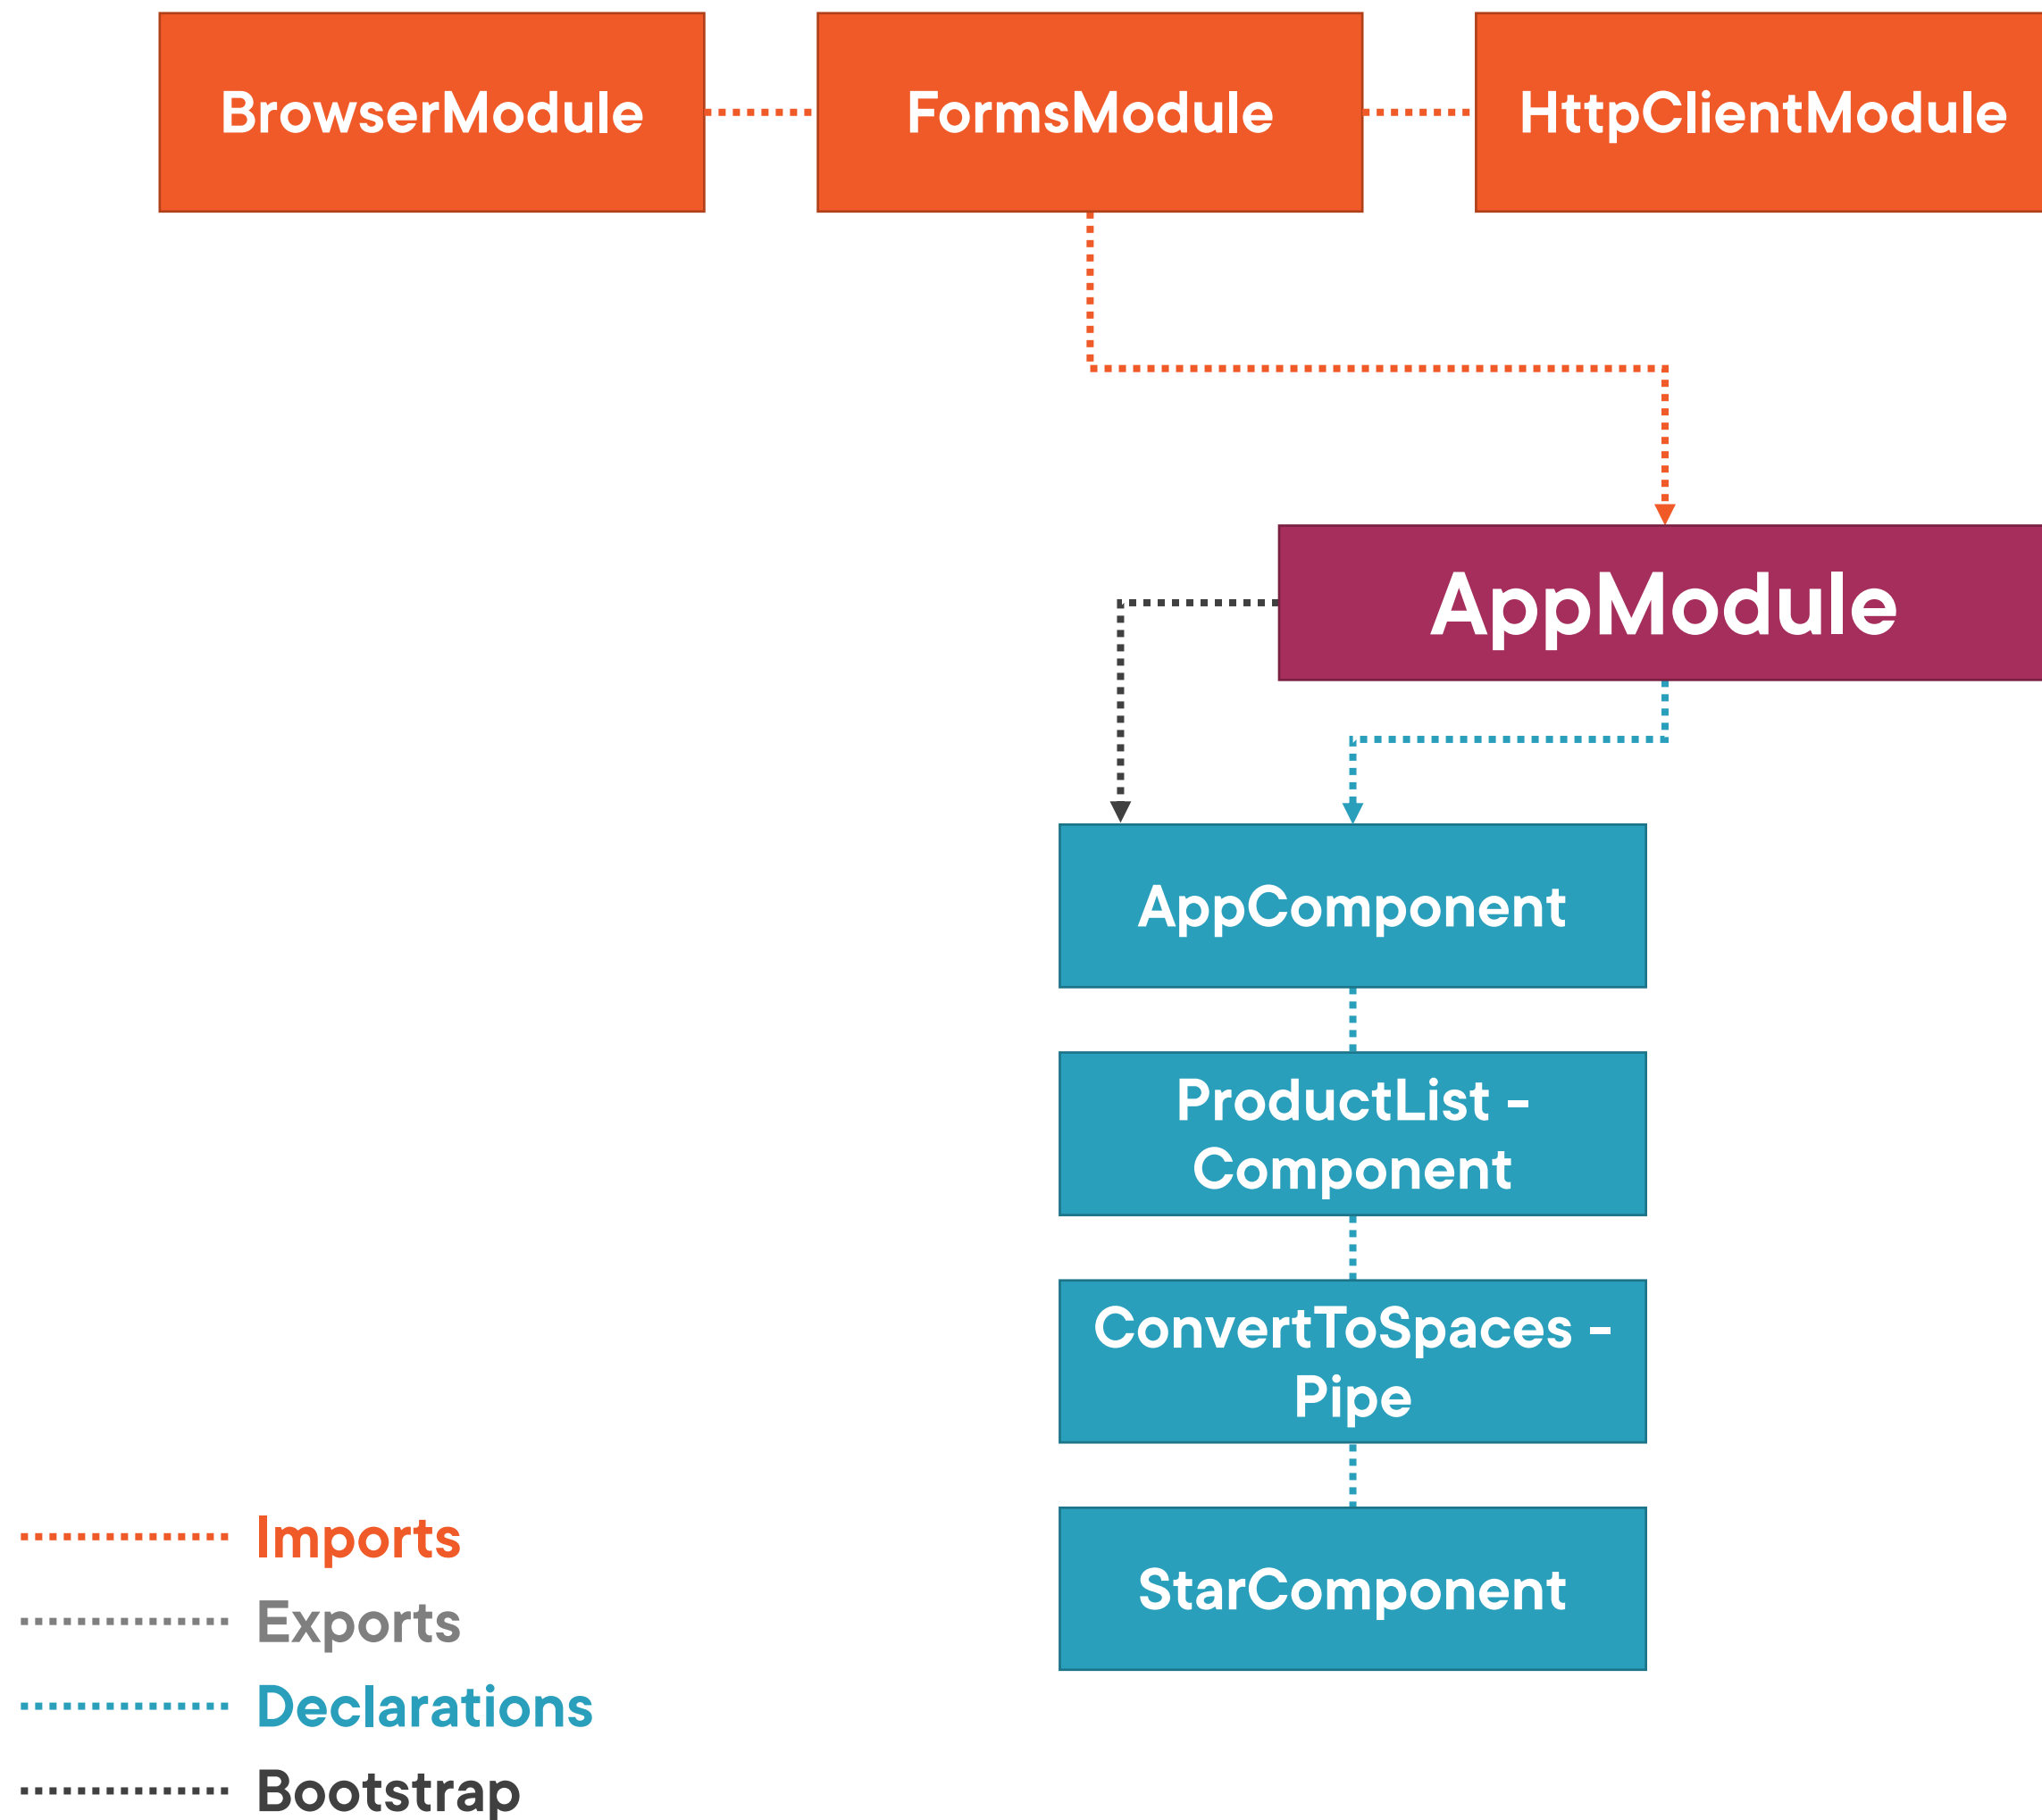 BrowserModule
FormsModule
HttpClientModule
AppModule
AppComponent
ProductList -
Component
ConvertToSpaces -
Pipe
StarComponent
Imports
Exports
Declarations
Bootstrap